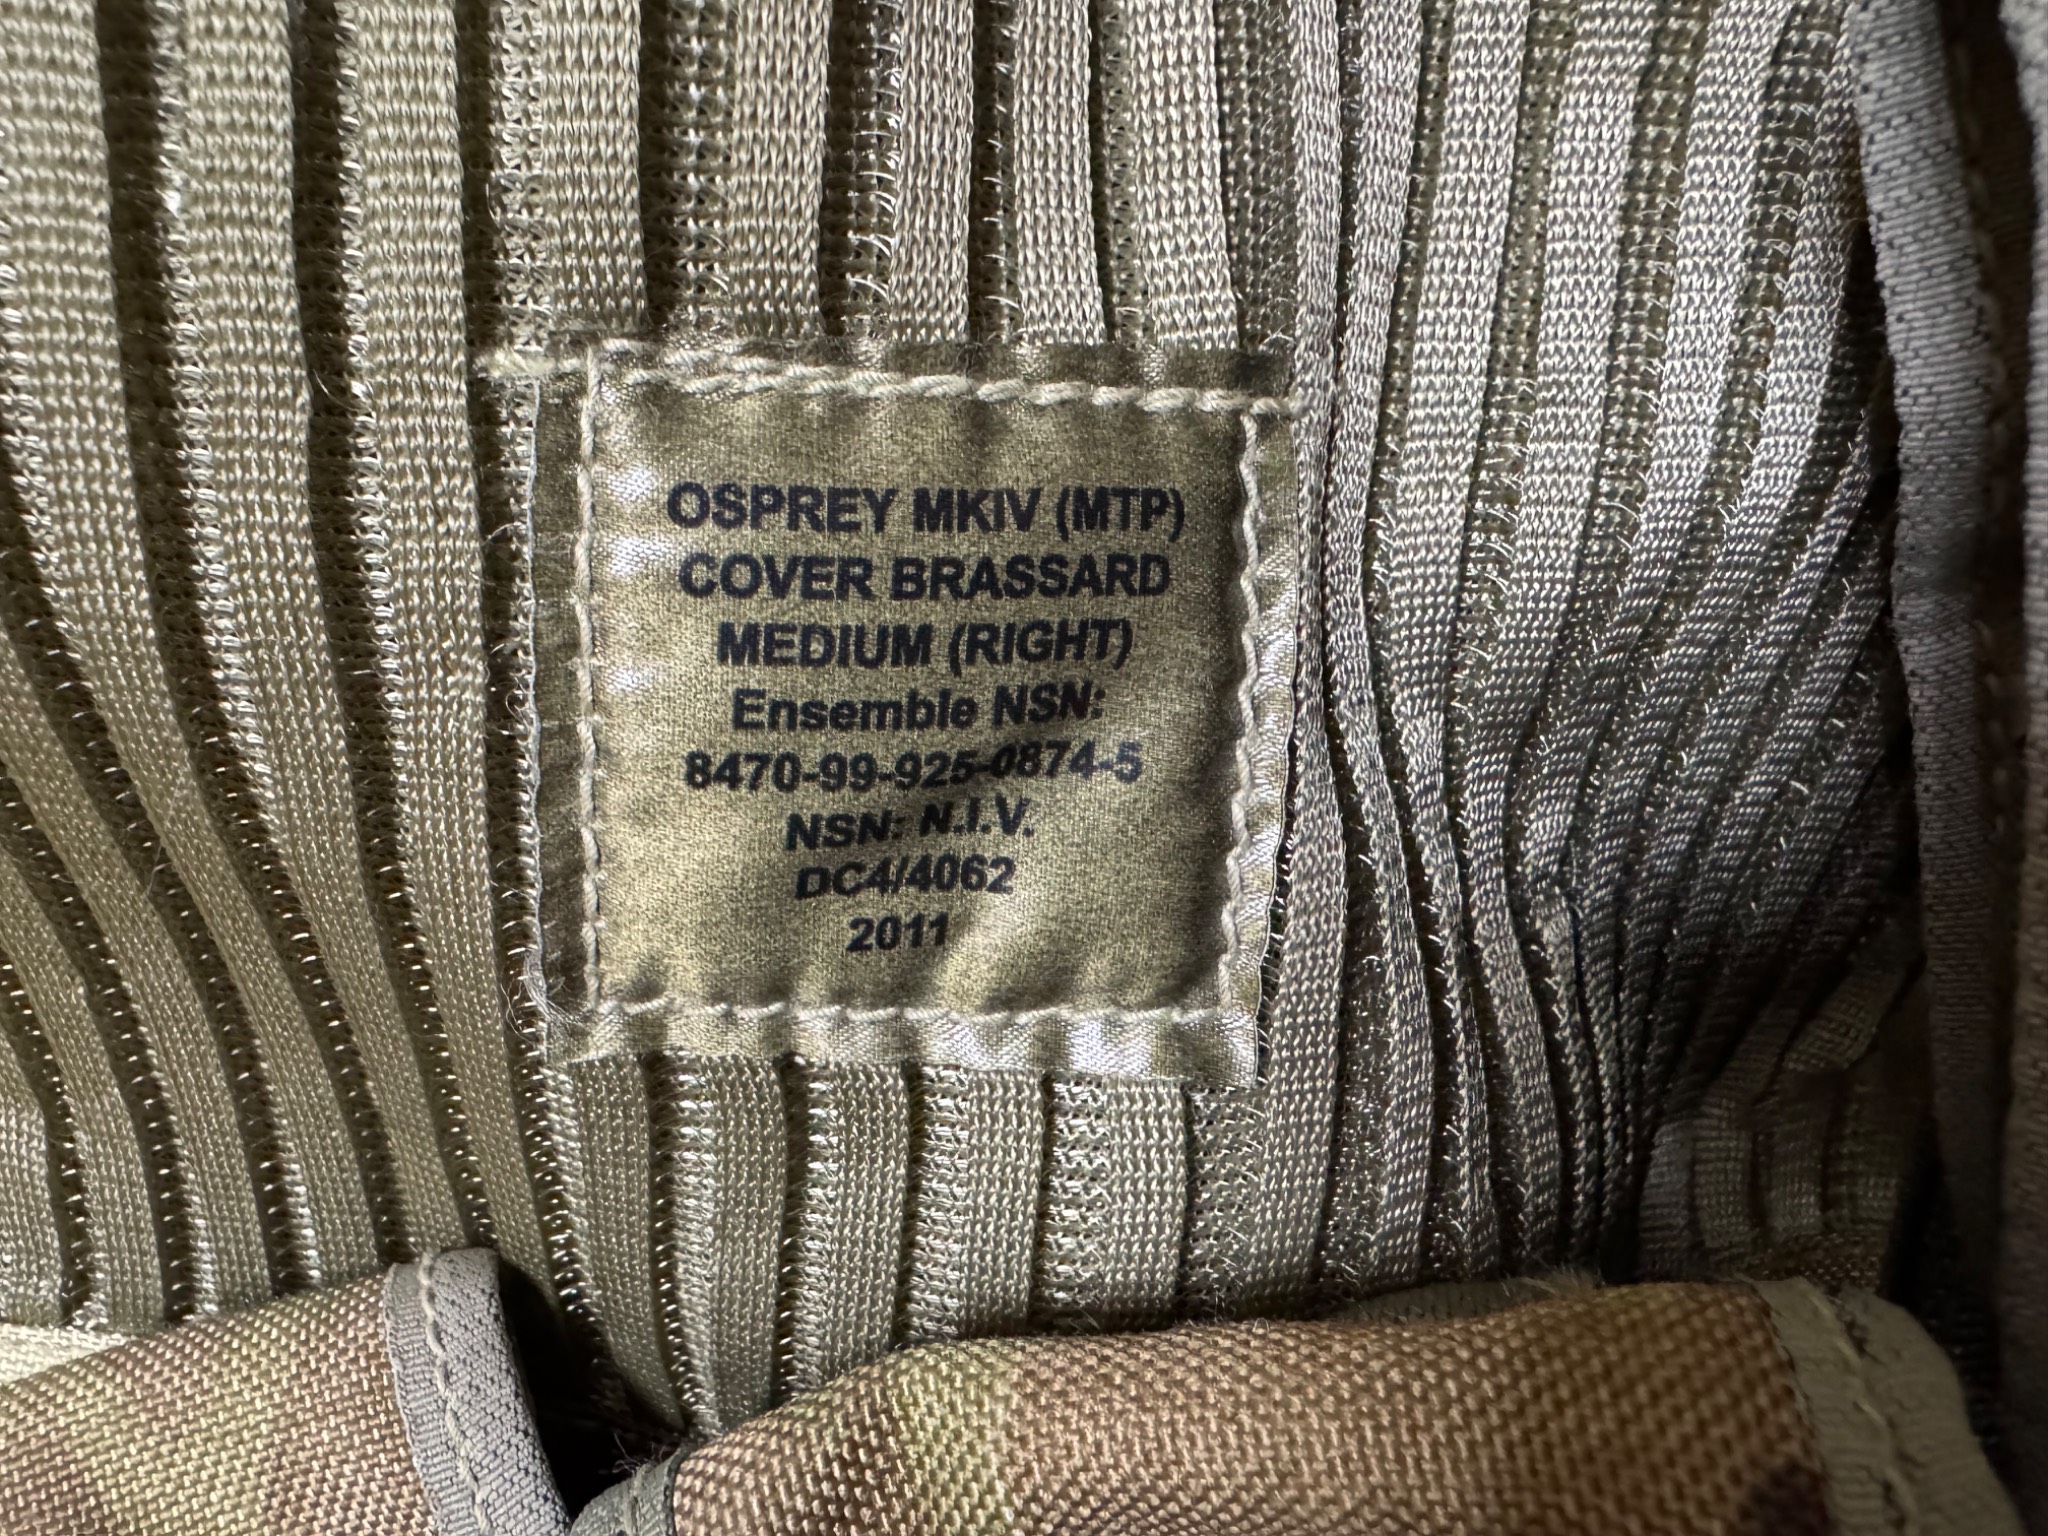 OSPREY MKIV (MTP)
COVER BRASSARD
MEDIUM (RIGHT)
Ensemble NSN:
8470-99-925-0874-5
NSN: N.I.V.
DC4/4062
2011